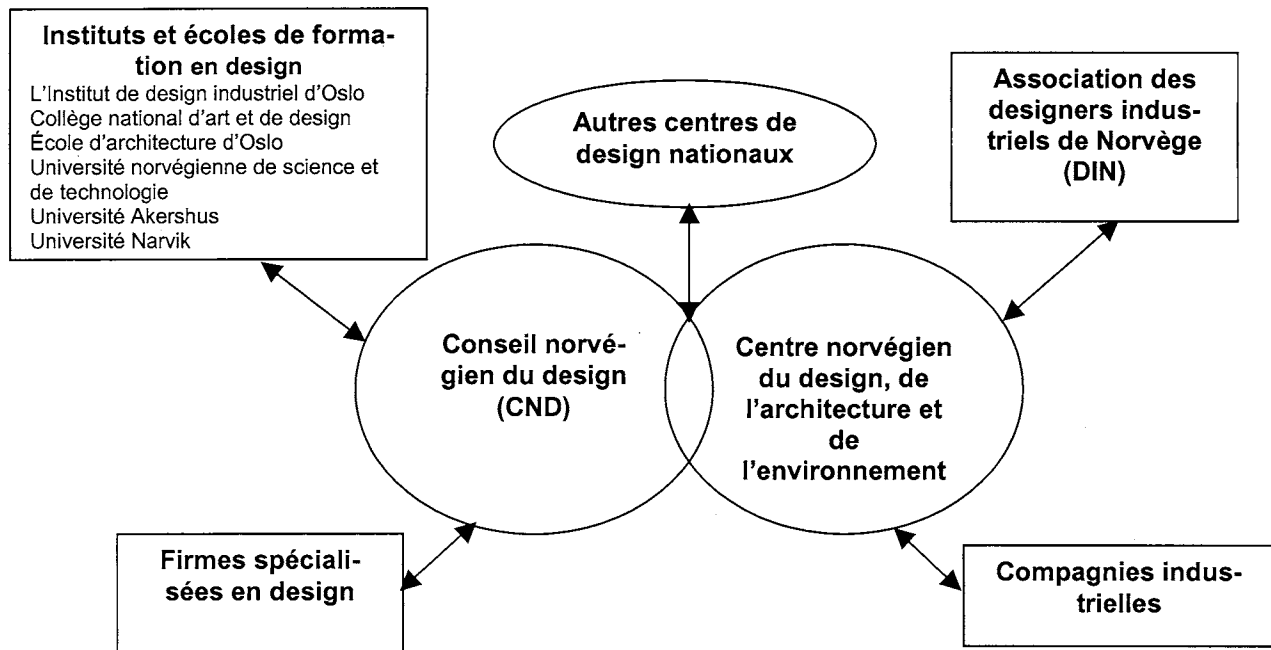 Instituts et écoles de forma-
tion en design
L'Institut de design industriel d'Oslo
Collège national d'art et de design
École d'architecture d'Oslo
Université norvégienne de science et
de technologie
Université Akershus
Université Narvik
Autres centres de
design nationaux
Association des
designers indus-
triels de Norvège
(DIN)
Conseil norvé-
gien du design
(CND)
Centre norvégien
du design, de
l'architecture et
de
l'environnement
Firmes spéciali-
sées en design
Compagnies indus-
trielles